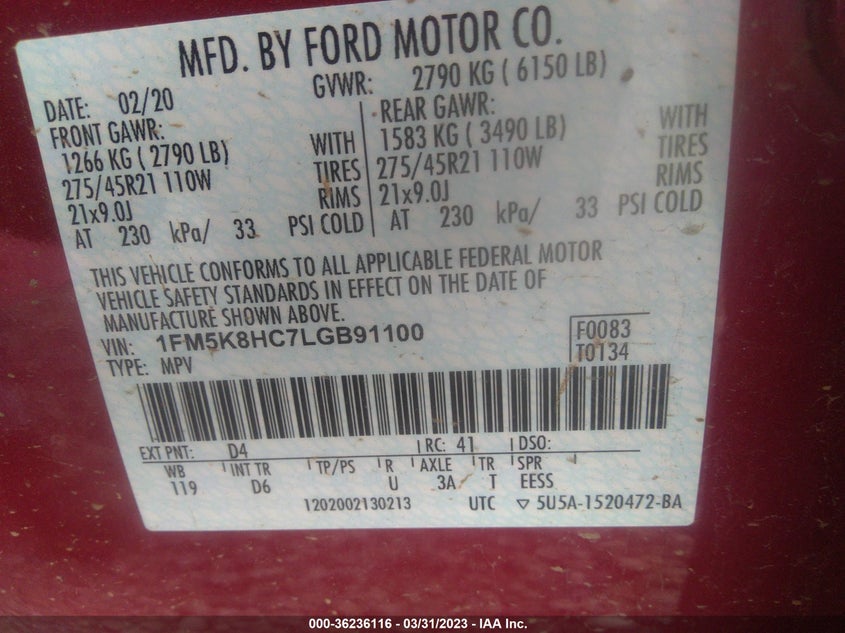 MFD. BY FORD MOTOR CO.
DATE: 02/20 GVWR: 2790 KG ( 6150 LB)
FRONT GAWR: REAR GAWR:
1266 KG ( 2790 LB) WITH 1583 KG ( 3490 LB) WITH
275/45R21 110W TIRES 275/45R21 110W TIRES
21x9.0J RIMS 21x9.0J RIMS
AT 230 kPa/ 33 PSI COLD AT 230 kPa/ 33 PSI COLD
THIS VEHICLE CONFORMS TO ALL APPLICABLE FEDERAL MOTOR
VEHICLE SAFETY STANDARDS IN EFFECT ON THE DATE OF
MANUFACTURE SHOWN ABOVE.
VIN: 1FM5K8HC7LGB91100 F0083
TYPE: MPV T0134
EXT PNT: D4 RC: 41 DSO:
WB INT TR TP/PS R AXLE TR SPR
119 D6 U 3A T EESS
1202002130213 UTC ▽ 5U5A-1520472-BA
000-36236116 - 03/31/2023 - IAA Inc.